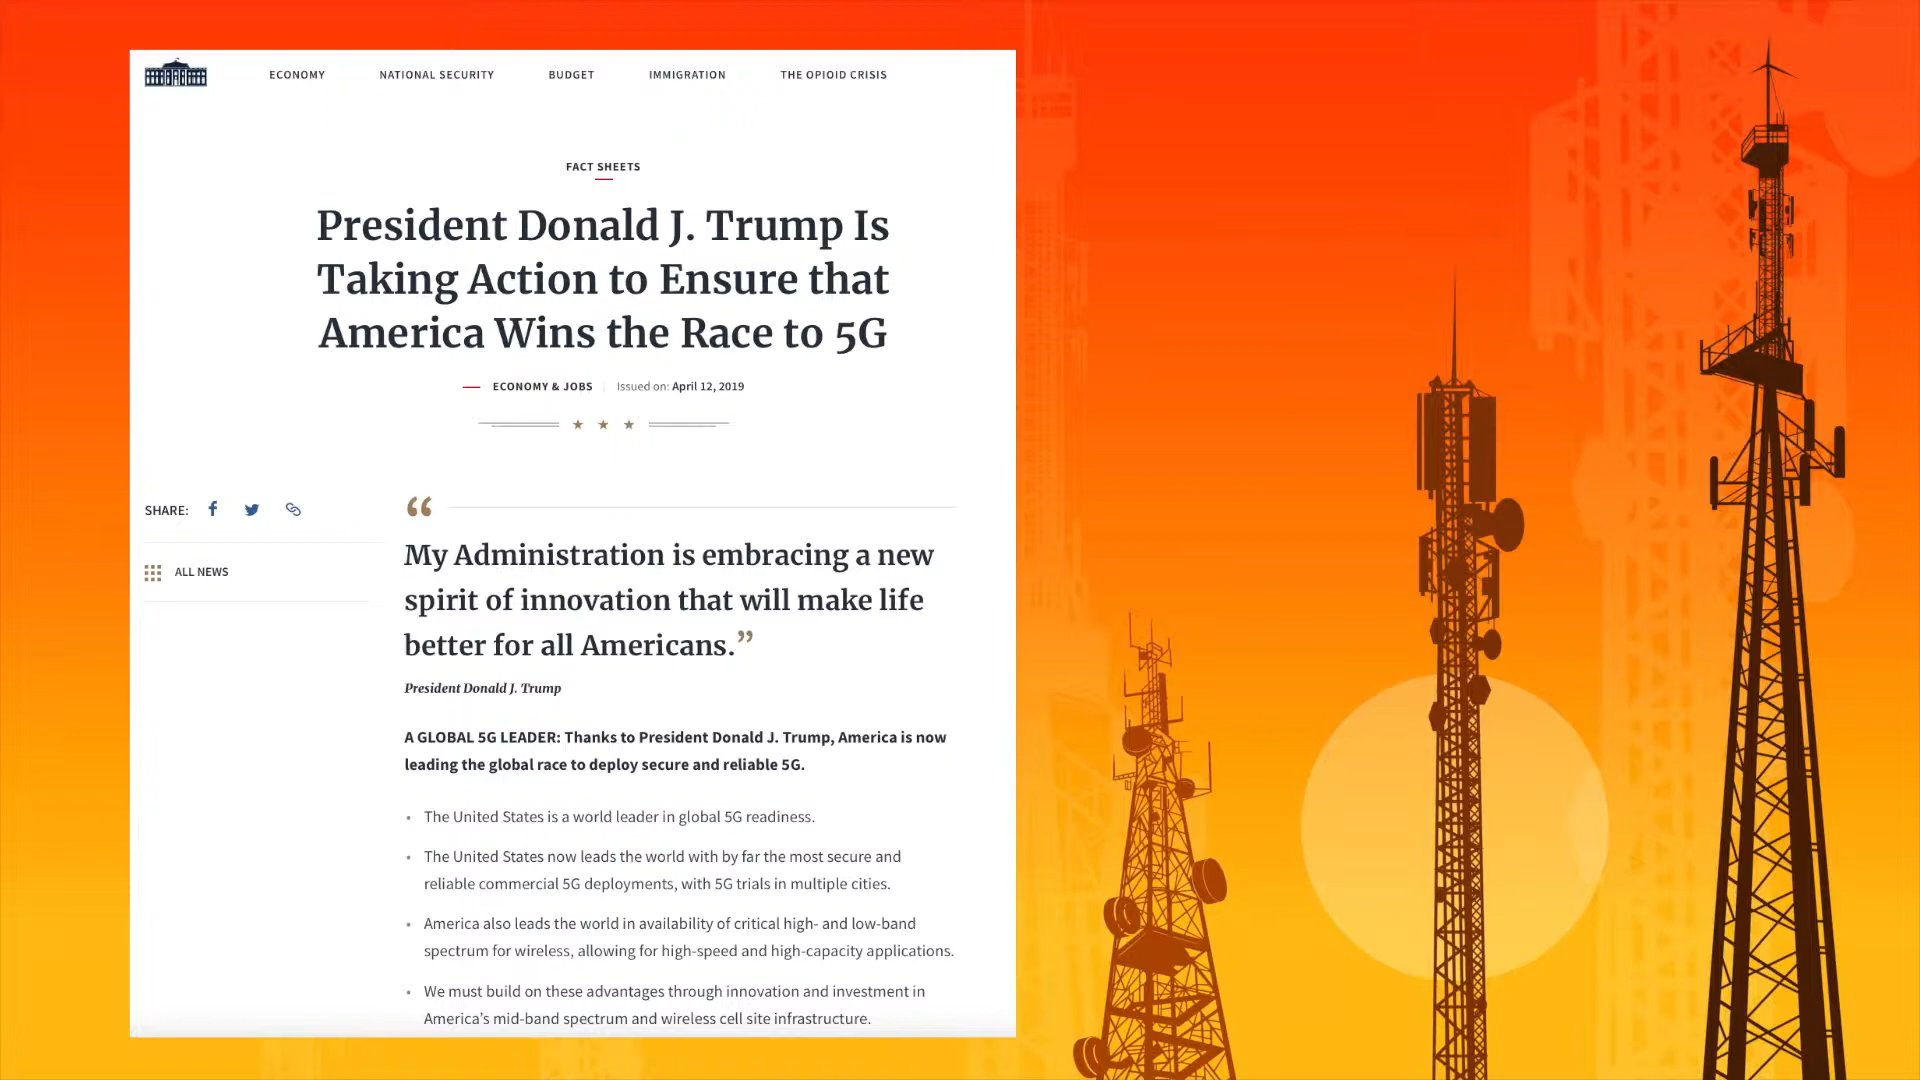 ECONOMY NATIONAL SECURITY BUDGET IMMIGRATION THE OPIOID CRISIS
FACT SHEETS
President Donald J. Trump Is
Taking Action to Ensure that
America Wins the Race to 5G
ECONOMY & JOBS Issued on: April 12, 2019
SHARE:
ALL NEWS
“
My Administration is embracing a new
spirit of innovation that will make life
better for all Americans.”
President Donald J. Trump
A GLOBAL 5G LEADER: Thanks to President Donald J. Trump, America is now
leading the global race to deploy secure and reliable 5G.
• The United States is a world leader in global 5G readiness.
• The United States now leads the world with by far the most secure and
reliable commercial 5G deployments, with 5G trials in multiple cities.
• America also leads the world in availability of critical high- and low-band
spectrum for wireless, allowing for high-speed and high-capacity applications.
• We must build on these advantages through innovation and investment in
America’s mid-band spectrum and wireless cell site infrastructure.